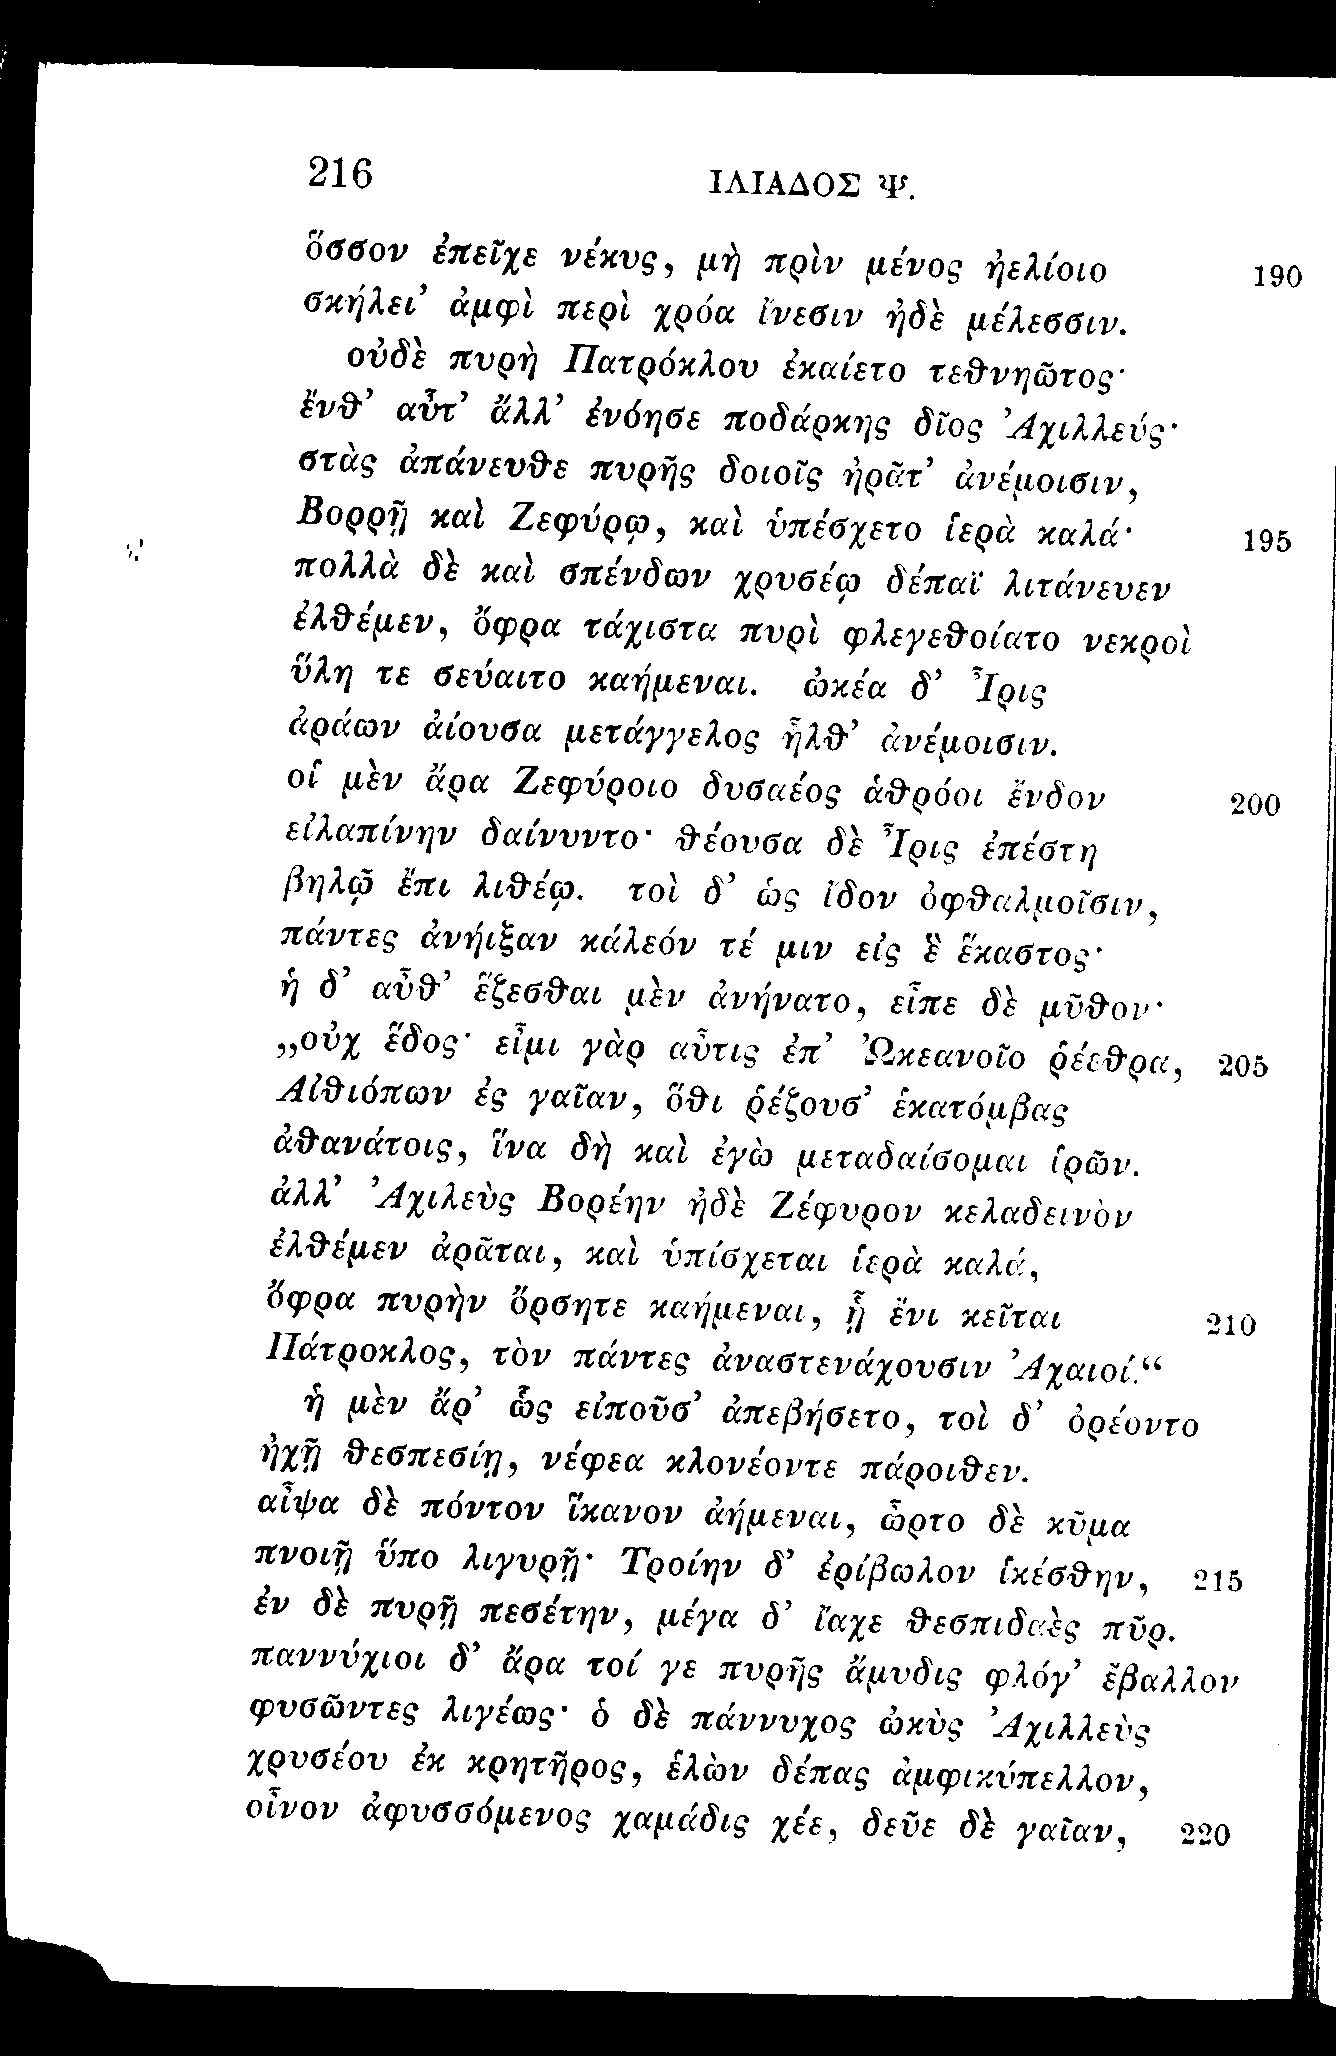 216 ΙΛΙΑΔΟΣ Ψ.
ὅσσον ἐπεῖχε νέκυς, μὴ πρὶν μένος ἠελίοιο 190
σκήλει’ ἀμφὶ περὶ χρόα ἴνεσιν ἠδὲ μέλεσσιν.
οὐδὲ πυρὴ Πατρόκλου ἐκαίετο τεθνηῶτος·
ἔνθ’ αὖτ’ ἄλλ’ ἐνόησε ποδάρκης δῖος Ἀχιλλεύς·
στὰς ἀπάνευθε πυρῆς δοιοῖς ἠρᾶτ’ ἀνέμοισιν,
Βορρῇ καὶ Ζεφύρῳ, καὶ ὑπέσχετο ἱερὰ καλά· 195
πολλὰ δὲ καὶ σπένδων χρυσέῳ δέπαϊ λιτάνευεν
ἐλθέμεν, ὄφρα τάχιστα πυρὶ φλεγεθοίατο νεκροὶ
ὕλη τε σεύαιτο καήμεναι. ὠκέα δ’ Ἶρις
ἀράων ἀίουσα μετάγγελος ἦλθ’ ἀνέμοισιν.
οἳ μὲν ἄρα Ζεφύροιο δυσαέος ἁθρόοι ἔνδον 200
εἰλαπίνην δαίνυντο· θέουσα δὲ Ἶρις ἐπέστη
βηλῷ ἔπι λιθέῳ. τοὶ δ’ ὡς ἴδον ὀφθαλμοῖσιν,
πάντες ἀνήιξαν κάλεόν τέ μιν εἰς ἓ ἕκαστος·
ἡ δ’ αὖθ’ ἕζεσθαι μὲν ἀνήνατο, εἶπε δὲ μῦθον·
„οὐχ ἕδος· εἶμι γὰρ αὖτις ἐπ’ Ὠκεανοῖο ῥέεθρα, 205
Αἰθιόπων ἐς γαῖαν, ὅθι ῥέζουσ’ ἑκατόμβας
ἀθανάτοις, ἵνα δὴ καὶ ἐγὼ μεταδαίσομαι ἱρῶν.
ἀλλ’ Ἀχιλεὺς Βορέην ἠδὲ Ζέφυρον κελαδεινὸν
ἐλθέμεν ἀρᾶται, καὶ ὑπίσχεται ἱερὰ καλά,
ὄφρα πυρὴν ὄρσητε καήμεναι, ᾗ ἔνι κεῖται 210
Πάτροκλος, τὸν πάντες ἀναστενάχουσιν Ἀχαιοί.“
ἡ μὲν ἄρ’ ὣς εἰποῦσ’ ἀπεβήσετο, τοὶ δ’ ὀρέοντο
ἠχῇ θεσπεσίῃ, νέφεα κλονέοντε πάροιθεν.
αἶψα δὲ πόντον ἵκανον ἀήμεναι, ὦρτο δὲ κῦμα
πνοιῇ ὕπο λιγυρῇ· Τροίην δ’ ἐρίβωλον ἱκέσθην, 215
ἐν δὲ πυρῇ πεσέτην, μέγα δ’ ἴαχε θεσπιδαὲς πῦρ.
παννύχιοι δ’ ἄρα τοί γε πυρῆς ἄμυδις φλόγ’ ἔβαλλον
φυσῶντες λιγέως· ὁ δὲ πάννυχος ὠκὺς Ἀχιλλεὺς
χρυσέου ἐκ κρητῆρος, ἑλὼν δέπας ἀμφικύπελλον,
οἶνον ἀφυσσόμενος χαμάδις χέε, δεῦε δὲ γαῖαν, 220